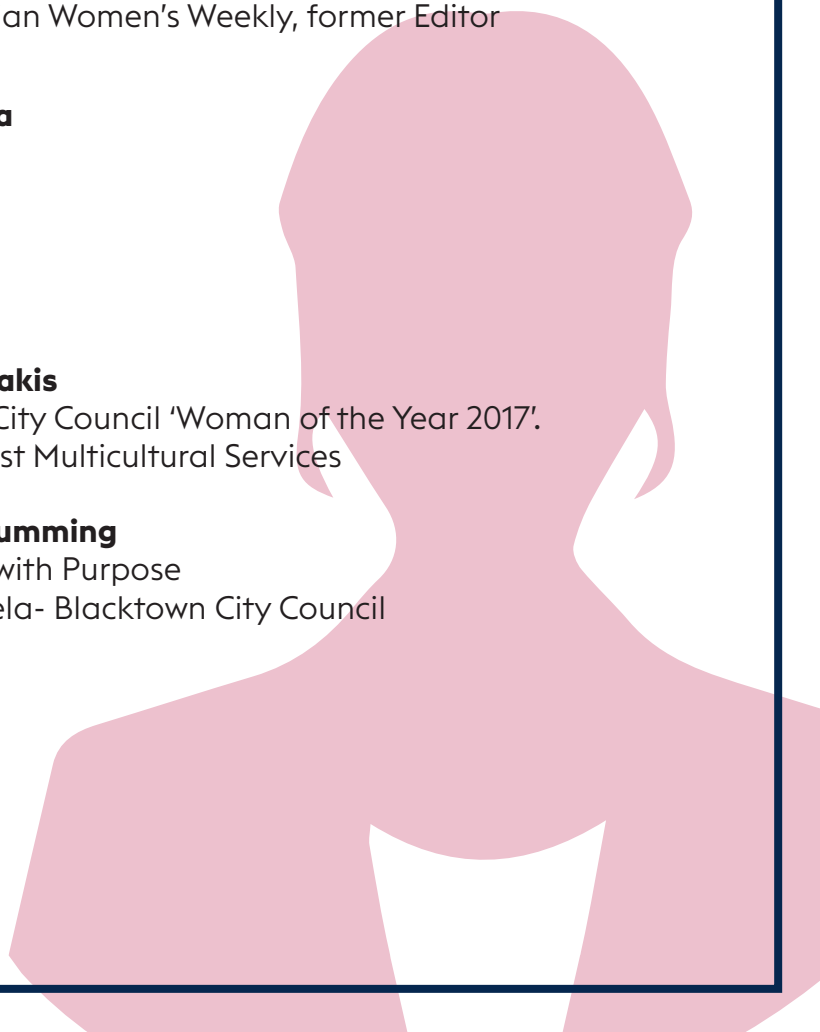 an Women’s Weekly, former Editor
a
akis
City Council ‘Woman of the Year 2017’.
st Multicultural Services
umming
with Purpose
ela- Blacktown City Council